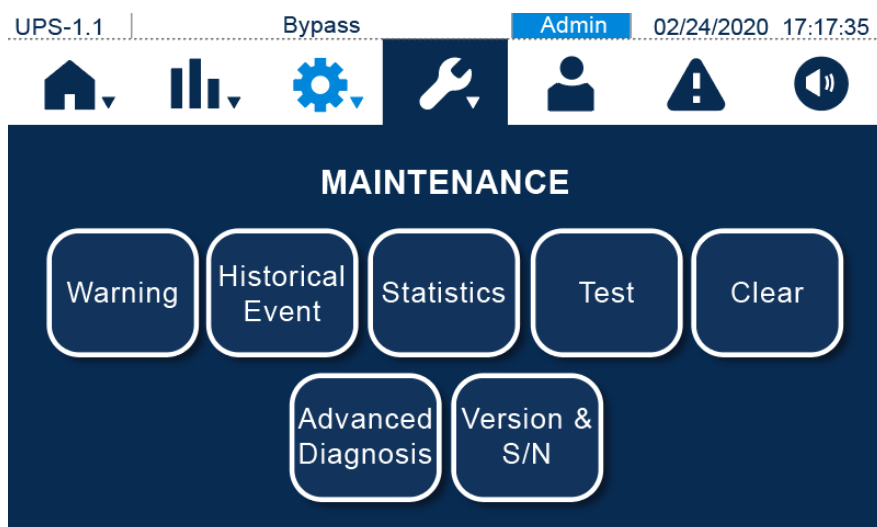 UPS-1.1 Bypass Admin 02/24/2020 17:17:35
MAINTENANCE
Warning
Historical
Event
Statistics
Test
Clear
Advanced
Diagnosis
Version &
S/N